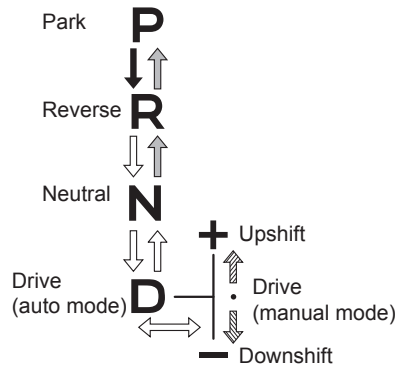 Park P
Reverse R
Neutral N
+ Upshift
Drive
(auto mode) D
Drive
(manual mode)
− Downshift